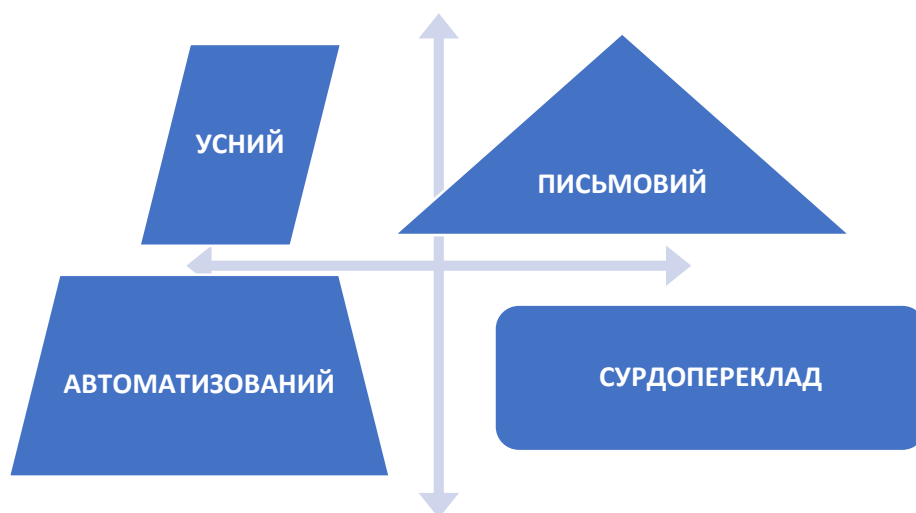 УСНИЙ
ПИСЬМОВИЙ
АВТОМАТИЗОВАНИЙ
СУРДОПЕРЕКЛАД